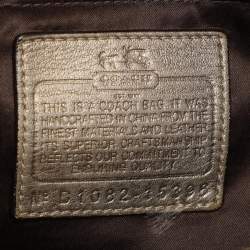 COACH
THIS IS A COACH BAG. IT WAS
HANDCRAFTED IN CHINA FROM THE
FINEST MATERIALS AND LEATHER.
ITS SUPERIOR CRAFTSMANSHIP
REFLECTS OUR COMMITMENT TO
ENDURING QUALITY.
Nº D1082-15296